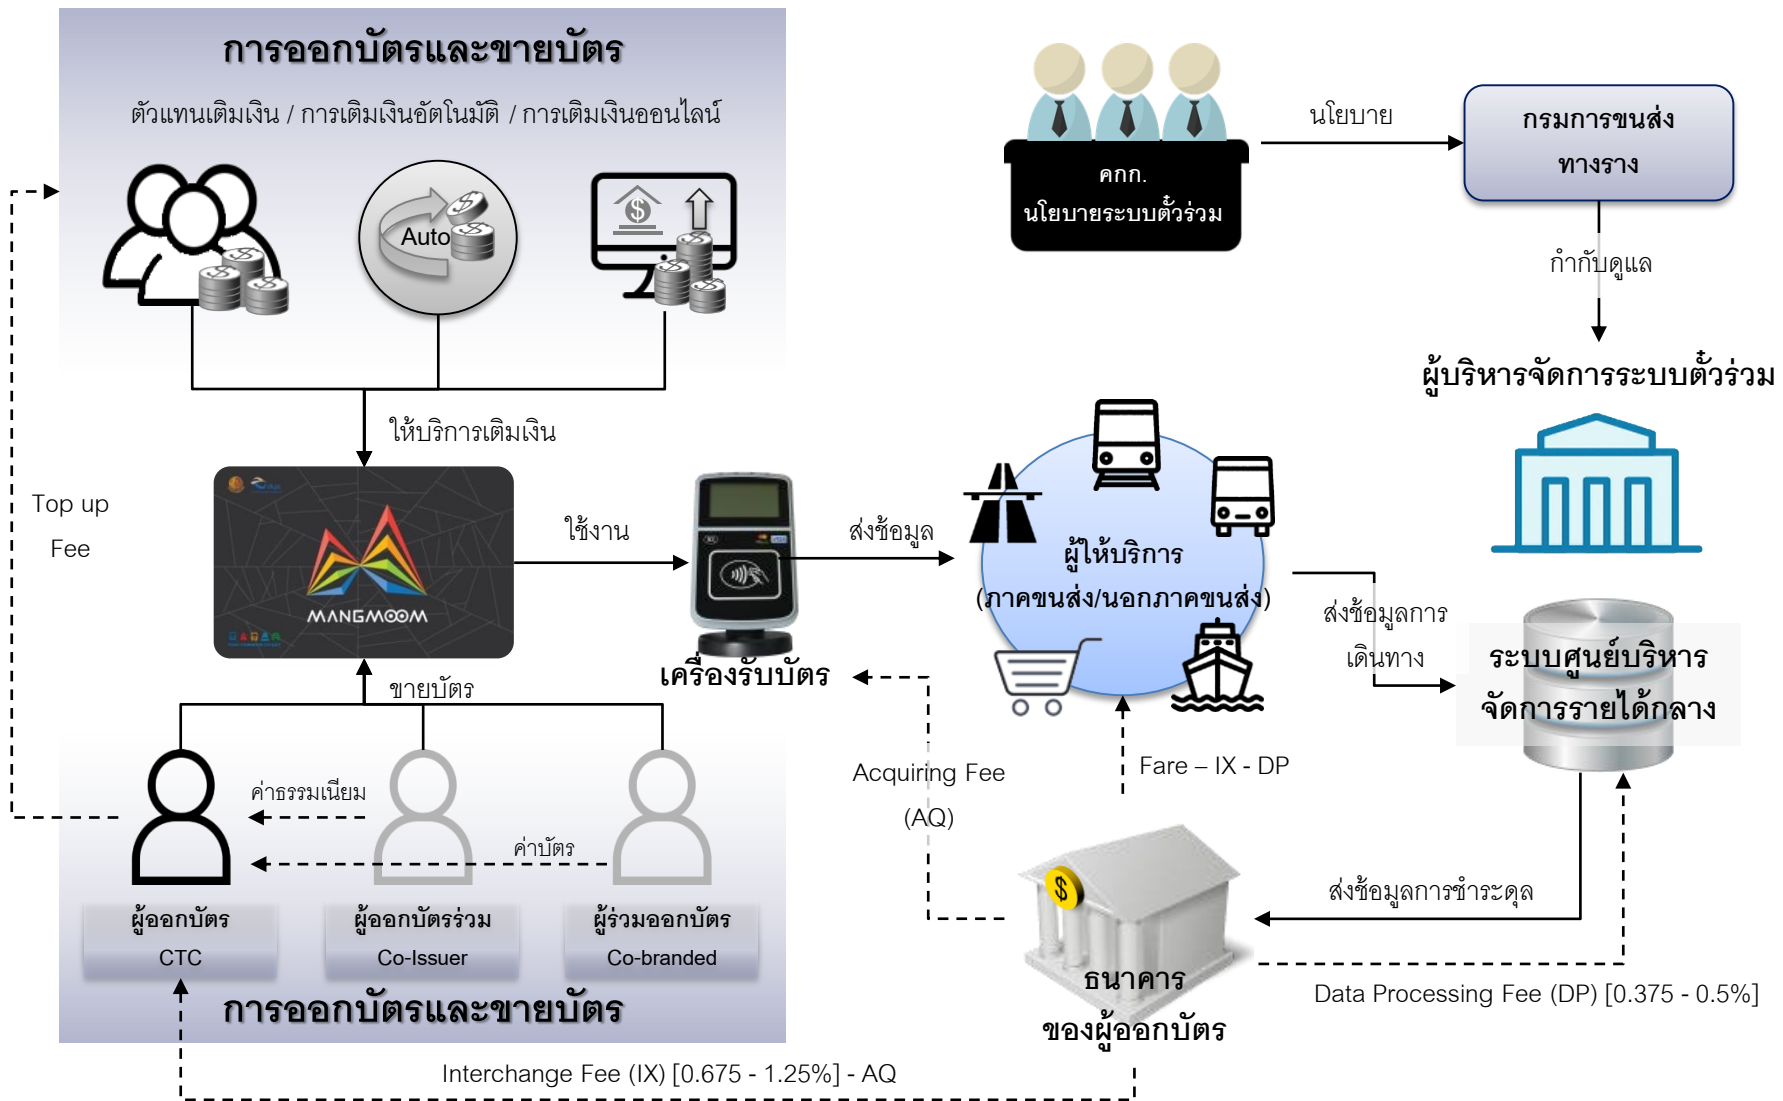 การออกบัตรและขายบัตร
ตัวแทนเติมเงิน / การเติมเงินอัตโนมัติ / การเติมเงินออนไลน์
Auto
คกก.
นโยบายระบบตั๋วร่วม
นโยบาย
กรมการขนส่ง
ทางราง
กำกับดูแล
ผู้บริหารจัดการระบบตั๋วร่วม
ให้บริการเติมเงิน
Top up
Fee
MANGMOOM
ใช้งาน
เครื่องรับบัตร
ส่งข้อมูล
ผู้ให้บริการ
(ภาคขนส่ง/นอกภาคขนส่ง)
ส่งข้อมูลการ
เดินทาง
ระบบศูนย์บริหาร
จัดการรายได้กลาง
ขายบัตร
ค่าธรรมเนียม
ค่าบัตร
Acquiring Fee
(AQ)
Fare – IX - DP
ส่งข้อมูลการชำระดุล
ผู้ออกบัตร
CTC
ผู้ออกบัตรร่วม
Co-Issuer
ผู้ร่วมออกบัตร
Co-branded
การออกบัตรและขายบัตร
ธนาคาร
ของผู้ออกบัตร
Data Processing Fee (DP) [0.375 - 0.5%]
Interchange Fee (IX) [0.675 - 1.25%] - AQ